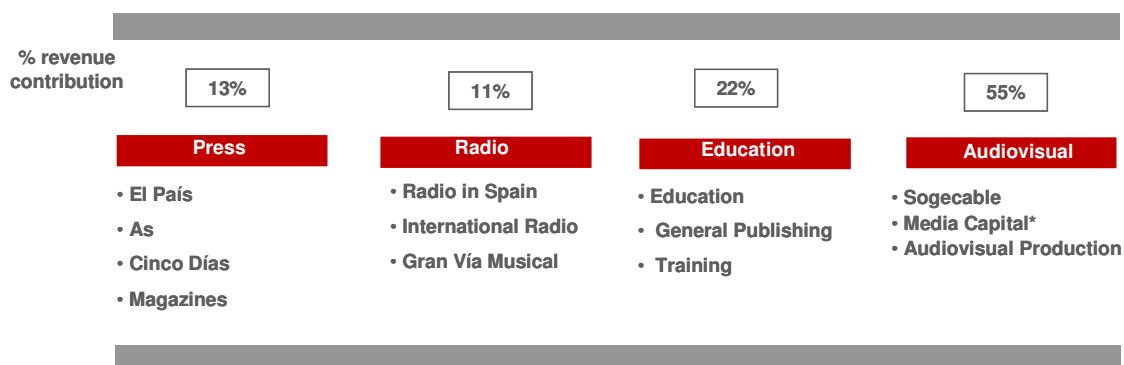 % revenue
contribution
13%
11%
22%
55%
Press
Radio
Education
Audiovisual
• El País
• As
• Cinco Días
• Magazines
• Radio in Spain
• International Radio
• Gran Vía Musical
• Education
• General Publishing
• Training
• Sogecable
• Media Capital*
• Audiovisual Production